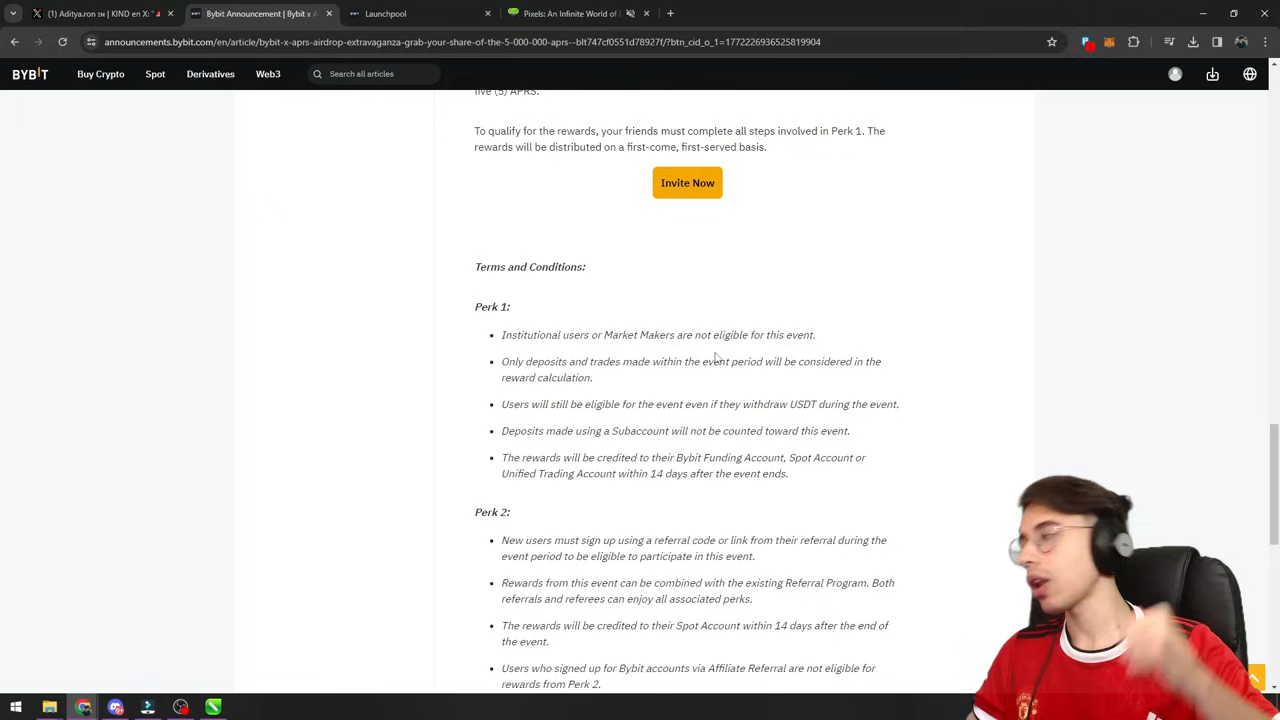 (1) Aditya.ron ıℕ | KIND en X: "
Bybit Announcement | Bybit x A
Launchpool
Pixels: An Infinite World of
announcements.bybit.com/en/article/bybit-x-aprs-airdrop-extravaganza-grab-your-share-of-the-5-000-000-aprs--blt747cf0551d78927f/?btn_cid_o_1=1772226936525819904
BYBIT
Buy Crypto
Spot
Derivatives
Web3
Search all articles
five (5) APRS.
To qualify for the rewards, your friends must complete all steps involved in Perk 1. The
rewards will be distributed on a first-come, first-served basis.
Invite Now
Terms and Conditions:
Perk 1:
Institutional users or Market Makers are not eligible for this event.
Only deposits and trades made within the event period will be considered in the
reward calculation.
Users will still be eligible for the event even if they withdraw USDT during the event.
Deposits made using a Subaccount will not be counted toward this event.
The rewards will be credited to their Bybit Funding Account, Spot Account or
Unified Trading Account within 14 days after the event ends.
Perk 2:
New users must sign up using a referral code or link from their referral during the
event period to be eligible to participate in this event.
Rewards from this event can be combined with the existing Referral Program. Both
referrals and referees can enjoy all associated perks.
The rewards will be credited to their Spot Account within 14 days after the end of
the event.
Users who signed up for Bybit accounts via Affiliate Referral are not eligible for
rewards from Perk 2.